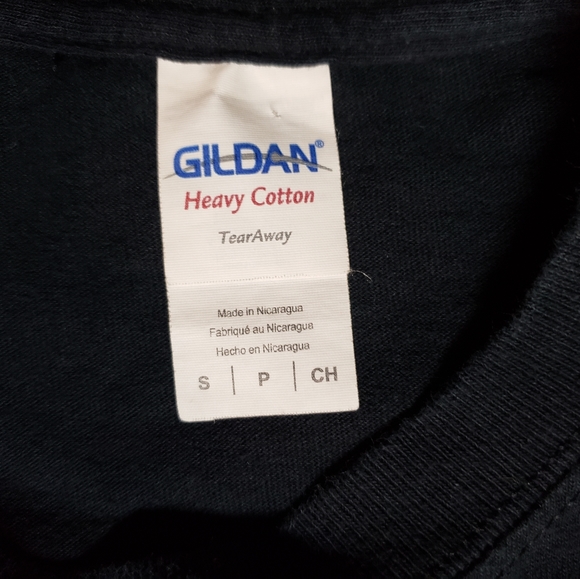 GILDAN®
Heavy Cotton
TearAway
Made in Nicaragua
Fabriqué au Nicaragua
Hecho en Nicaragua
S | P | CH